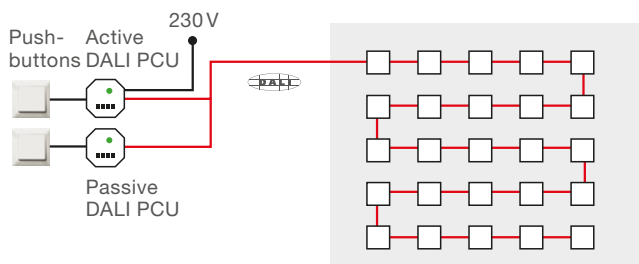 230 V
Push-
buttons
Active
DALI PCU
DALI
Passive
DALI PCU